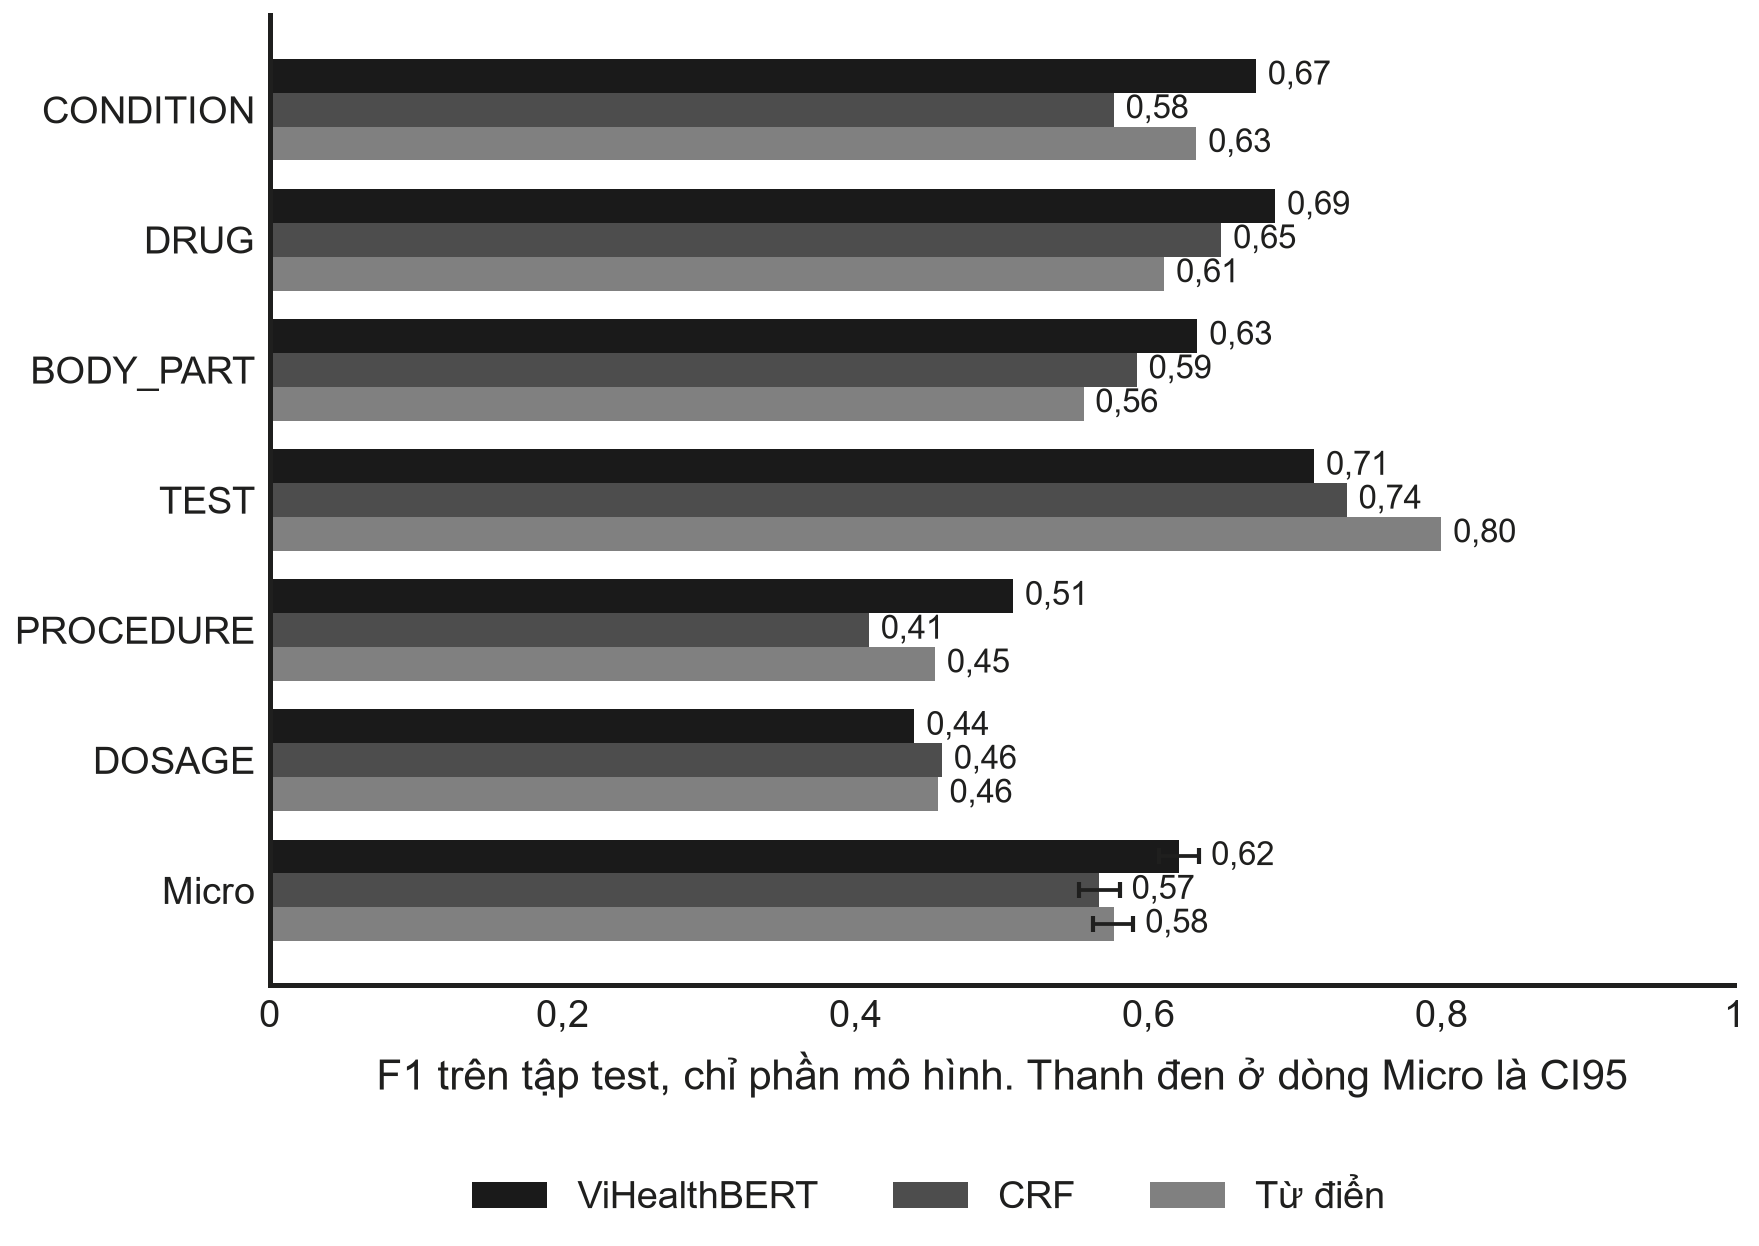 CONDITION
0,67
0,58
0,63
DRUG
0,69
0,65
0,61
BODY_PART
0,63
0,59
0,56
TEST
0,71
0,74
0,80
PROCEDURE
0,51
0,41
0,45
DOSAGE
0,44
0,46
0,46
Micro
0,62
0,57
0,58
0 0,2 0,4 0,6 0,8 1
F1 trên tập test, chỉ phần mô hình. Thanh đen ở dòng Micro là CI95
ViHealthBERT CRF Từ điển